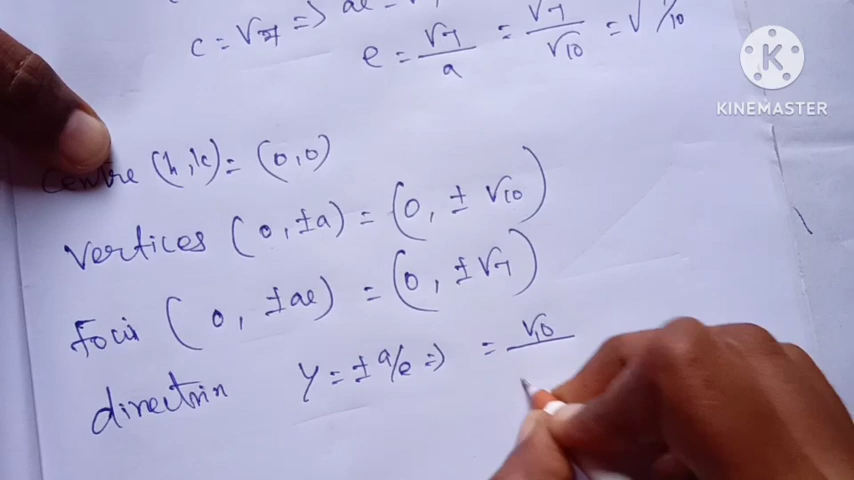 c = √7 => ae = √
e = √7/a = √7/√10 = √7/10
KINEMASTER
Centre (h,k) = (0,0)
Vertices (0, ±a) = (0, ± √10)
Foci (0, ±ae) = (0, ±√7)
directrix y = ± a/e => = √10